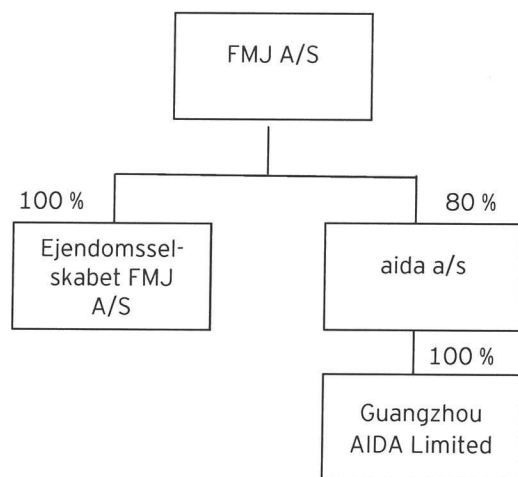 FMJ A/S
100 %
80 %
Ejendomssel-
skabet FMJ
A/S
aida a/s
100 %
Guangzhou
AIDA Limited